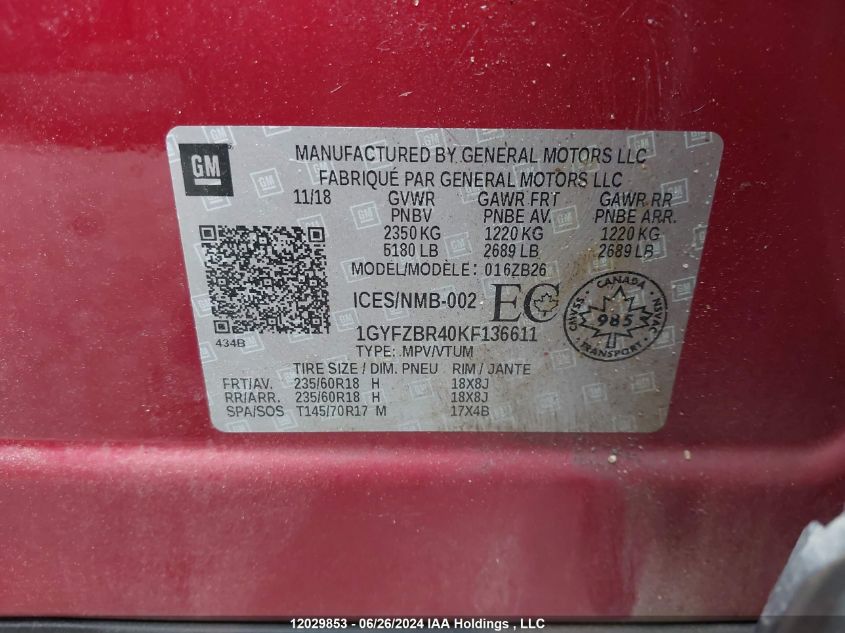 GM
MANUFACTURED BY GENERAL MOTORS LLC
FABRIQUÉ PAR GENERAL MOTORS LLC
11/18 GVWR GAWR FRT GAWR RR
PNBV PNBE AV. PNBE ARR.
2350 KG 1220 KG 1220 KG
5180 LB 2689 LB 2689 LB
MODEL/MODÈLE: 016ZB26
ICES/NMB-002 EC
CANADA
CMVSS 985 NSVAC
TRANSPORT
434B
1GYFZBR40KF136611
TYPE: MPV/VTUM
TIRE SIZE / DIM. PNEU RIM / JANTE
FRT/AV. 235/60R18 H 18X8J
RR/ARR. 235/60R18 H 18X8J
SPA/SOS T145/70R17 M 17X4B
12029853 - 06/26/2024 IAA Holdings , LLC